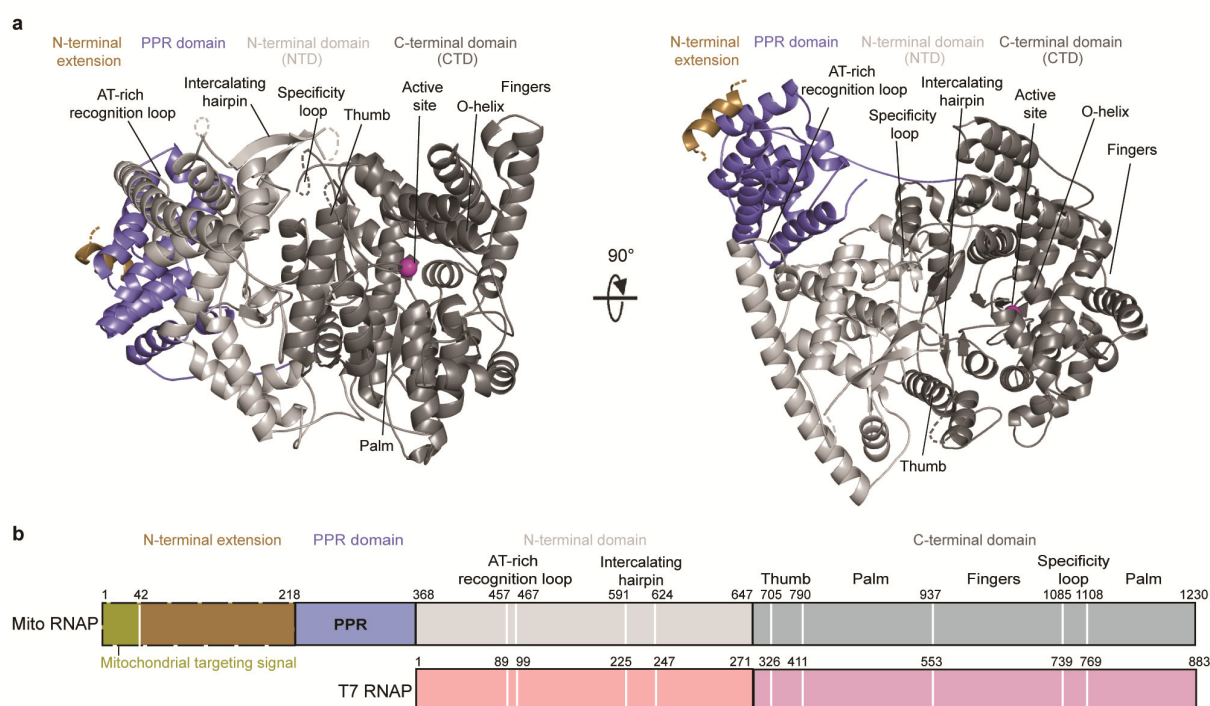 a
N-terminal extension
PPR domain
N-terminal domain (NTD)
C-terminal domain (CTD)
AT-rich recognition loop
Intercalating hairpin
Specificity loop
Thumb
Active site
O-helix
Fingers
Palm
90°
N-terminal extension
PPR domain
N-terminal domain (NTD)
C-terminal domain (CTD)
AT-rich recognition loop
Intercalating hairpin
Specificity loop
Active site
O-helix
Fingers
Thumb
b
N-terminal extension PPR domain N-terminal domain C-terminal domain
AT-rich recognition loop
Intercalating hairpin
Thumb Palm Fingers
Specificity loop
Palm
1 42 218 368 457 467 591 624 647 705 790 937 1085 1108 1230
Mito RNAP
PPR
Mitochondrial targeting signal
1 89 99 225 247 271 326 411 553 739 769 883
T7 RNAP